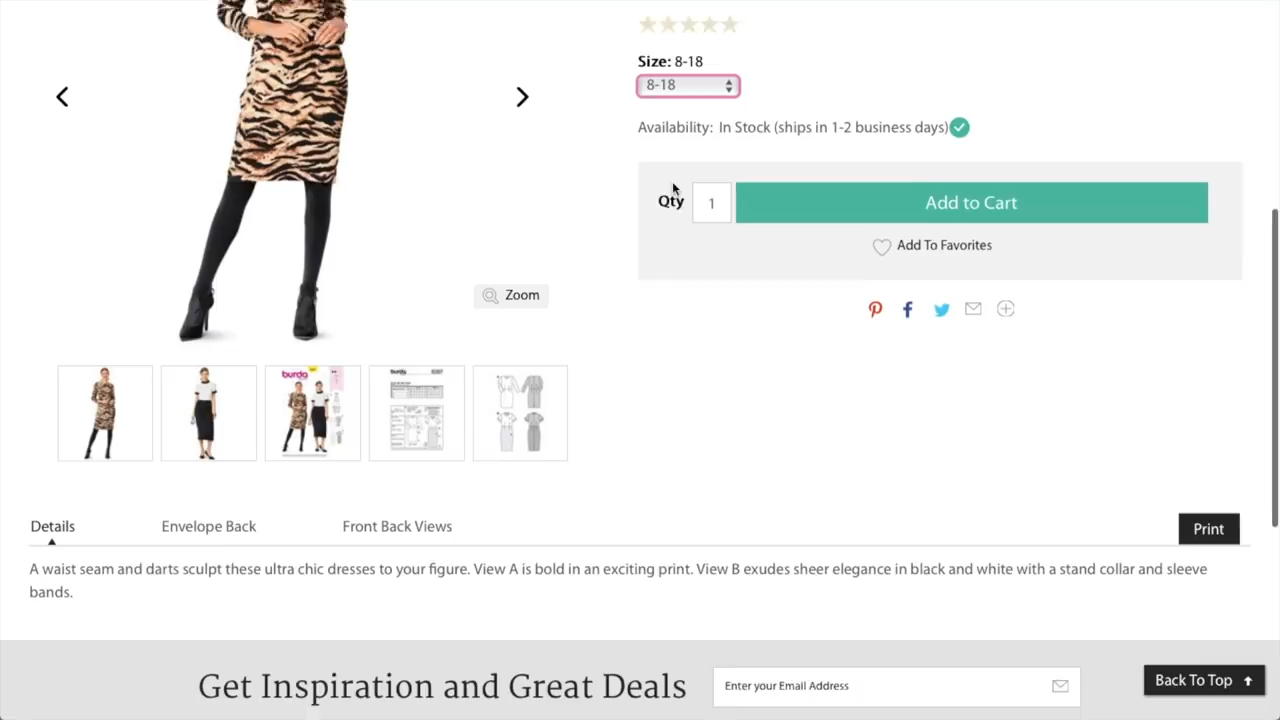 Size: 8-18
8-18
Availability: In Stock (ships in 1-2 business days)
Qty
1
Add to Cart
Add To Favorites
Zoom
burda
Details
Envelope Back
Front Back Views
Print
A waist seam and darts sculpt these ultra chic dresses to your figure. View A is bold in an exciting print. View B exudes sheer elegance in black and white with a stand collar and sleeve
bands.
Get Inspiration and Great Deals
Enter your Email Address
Back To Top